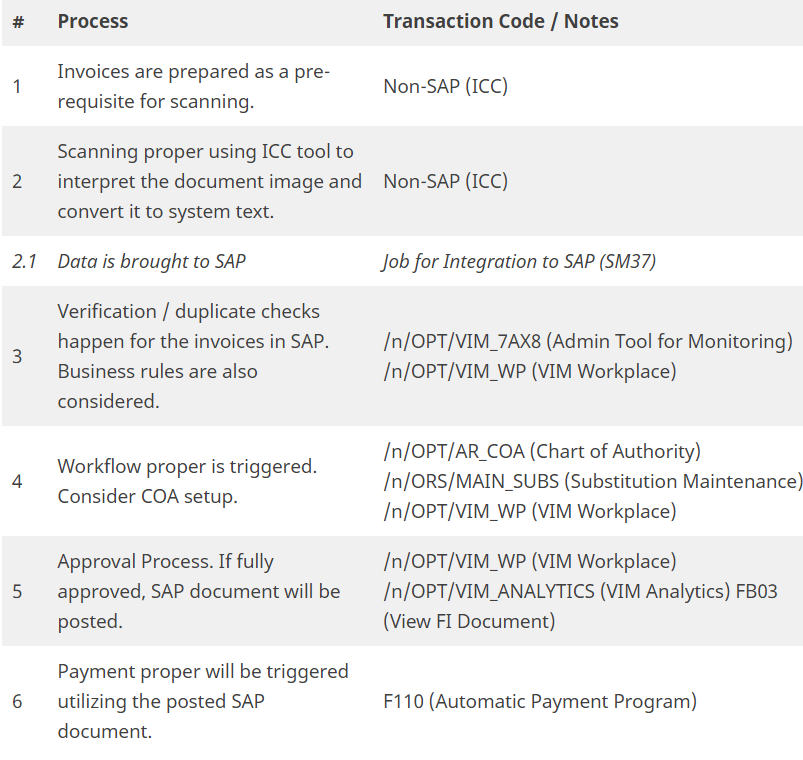 # Process Transaction Code / Notes
1 Invoices are prepared as a pre-
requisite for scanning. Non-SAP (ICC)
2 Scanning proper using ICC tool to
interpret the document image and
convert it to system text. Non-SAP (ICC)
2.1 Data is brought to SAP Job for Integration to SAP (SM37)
3 Verification / duplicate checks
happen for the invoices in SAP.
Business rules are also
considered.
/n/OPT/VIM_7AX8 (Admin Tool for Monitoring)
/n/OPT/VIM_WP (VIM Workplace)
4 Workflow proper is triggered.
Consider COA setup.
/n/OPT/AR_COA (Chart of Authority)
/n/ORS/MAIN_SUBS (Substitution Maintenance)
/n/OPT/VIM_WP (VIM Workplace)
5 Approval Process. If fully
approved, SAP document will be
posted.
/n/OPT/VIM_WP (VIM Workplace)
/n/OPT/VIM_ANALYTICS (VIM Analytics) FB03
(View FI Document)
6 Payment proper will be triggered
utilizing the posted SAP
document.
F110 (Automatic Payment Program)